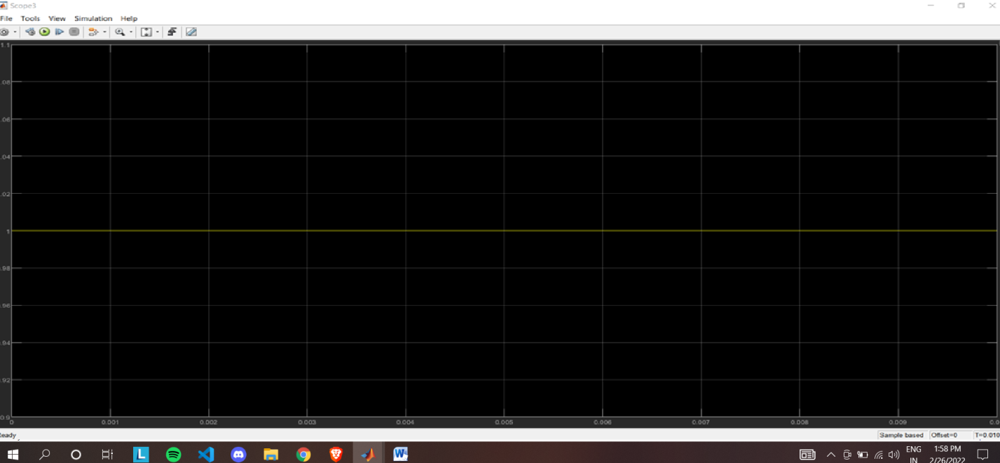 Scope3
File Tools View Simulation Help
1.1
.08
.06
.04
.02
1
.98
.96
.94
.92
0.9
0 0.001 0.002 0.003 0.004 0.005 0.006 0.007 0.008 0.009 0.0
eady
Sample based Offset=0 T=0.010
L W
ENG 1:58 PM
IN 2/26/2022